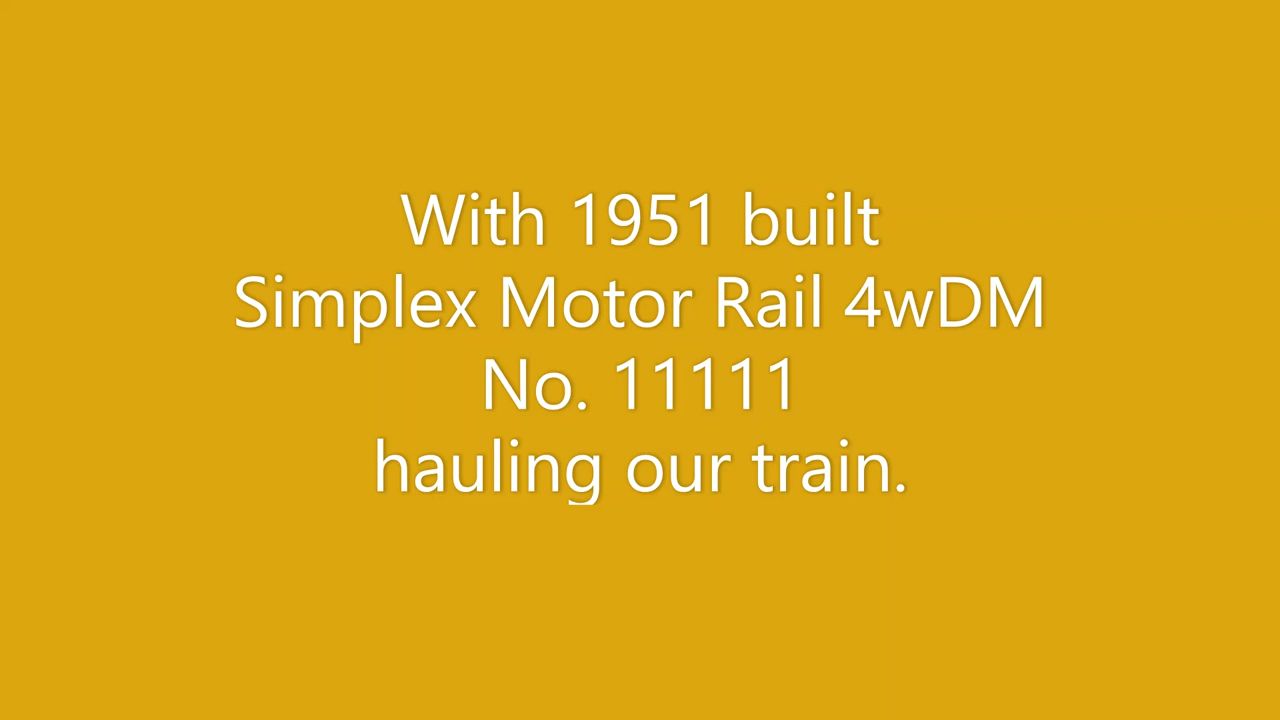 With 1951 built
Simplex Motor Rail 4wDM
No. 11111
hauling our train.